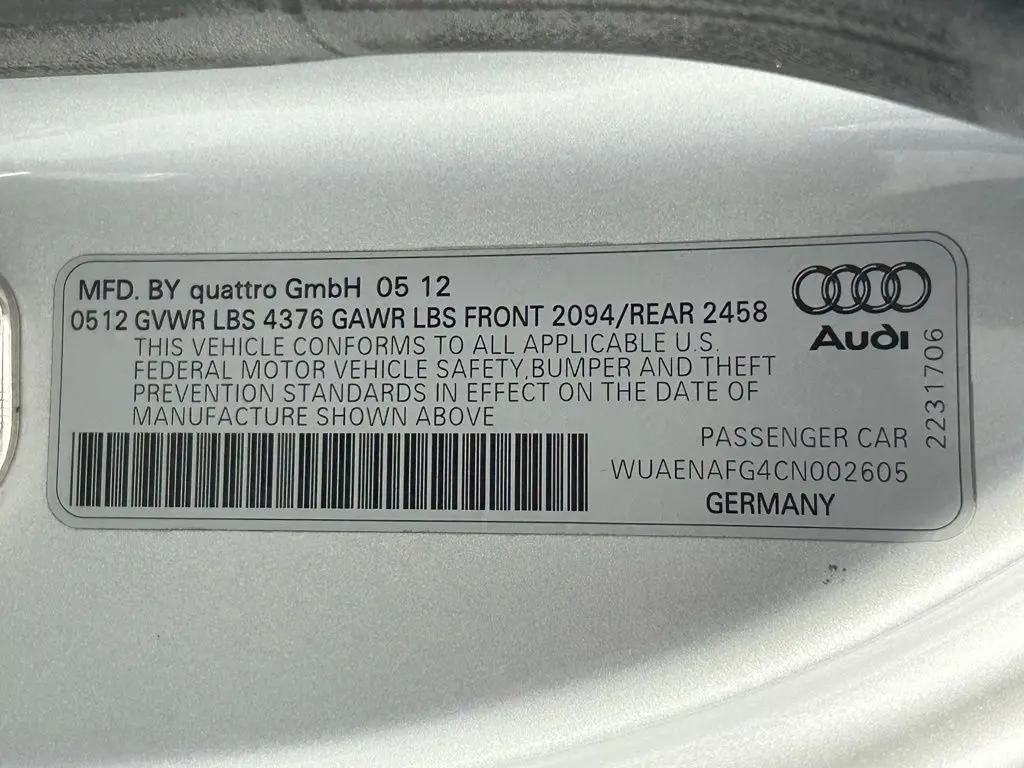 MFD. BY quattro GmbH 05 12
0512 GVWR LBS 4376 GAWR LBS FRONT 2094/REAR 2458
THIS VEHICLE CONFORMS TO ALL APPLICABLE U.S.
FEDERAL MOTOR VEHICLE SAFETY,BUMPER AND THEFT
PREVENTION STANDARDS IN EFFECT ON THE DATE OF
MANUFACTURE SHOWN ABOVE
Audi
2231706
PASSENGER CAR
WUAENAFG4CN002605
GERMANY